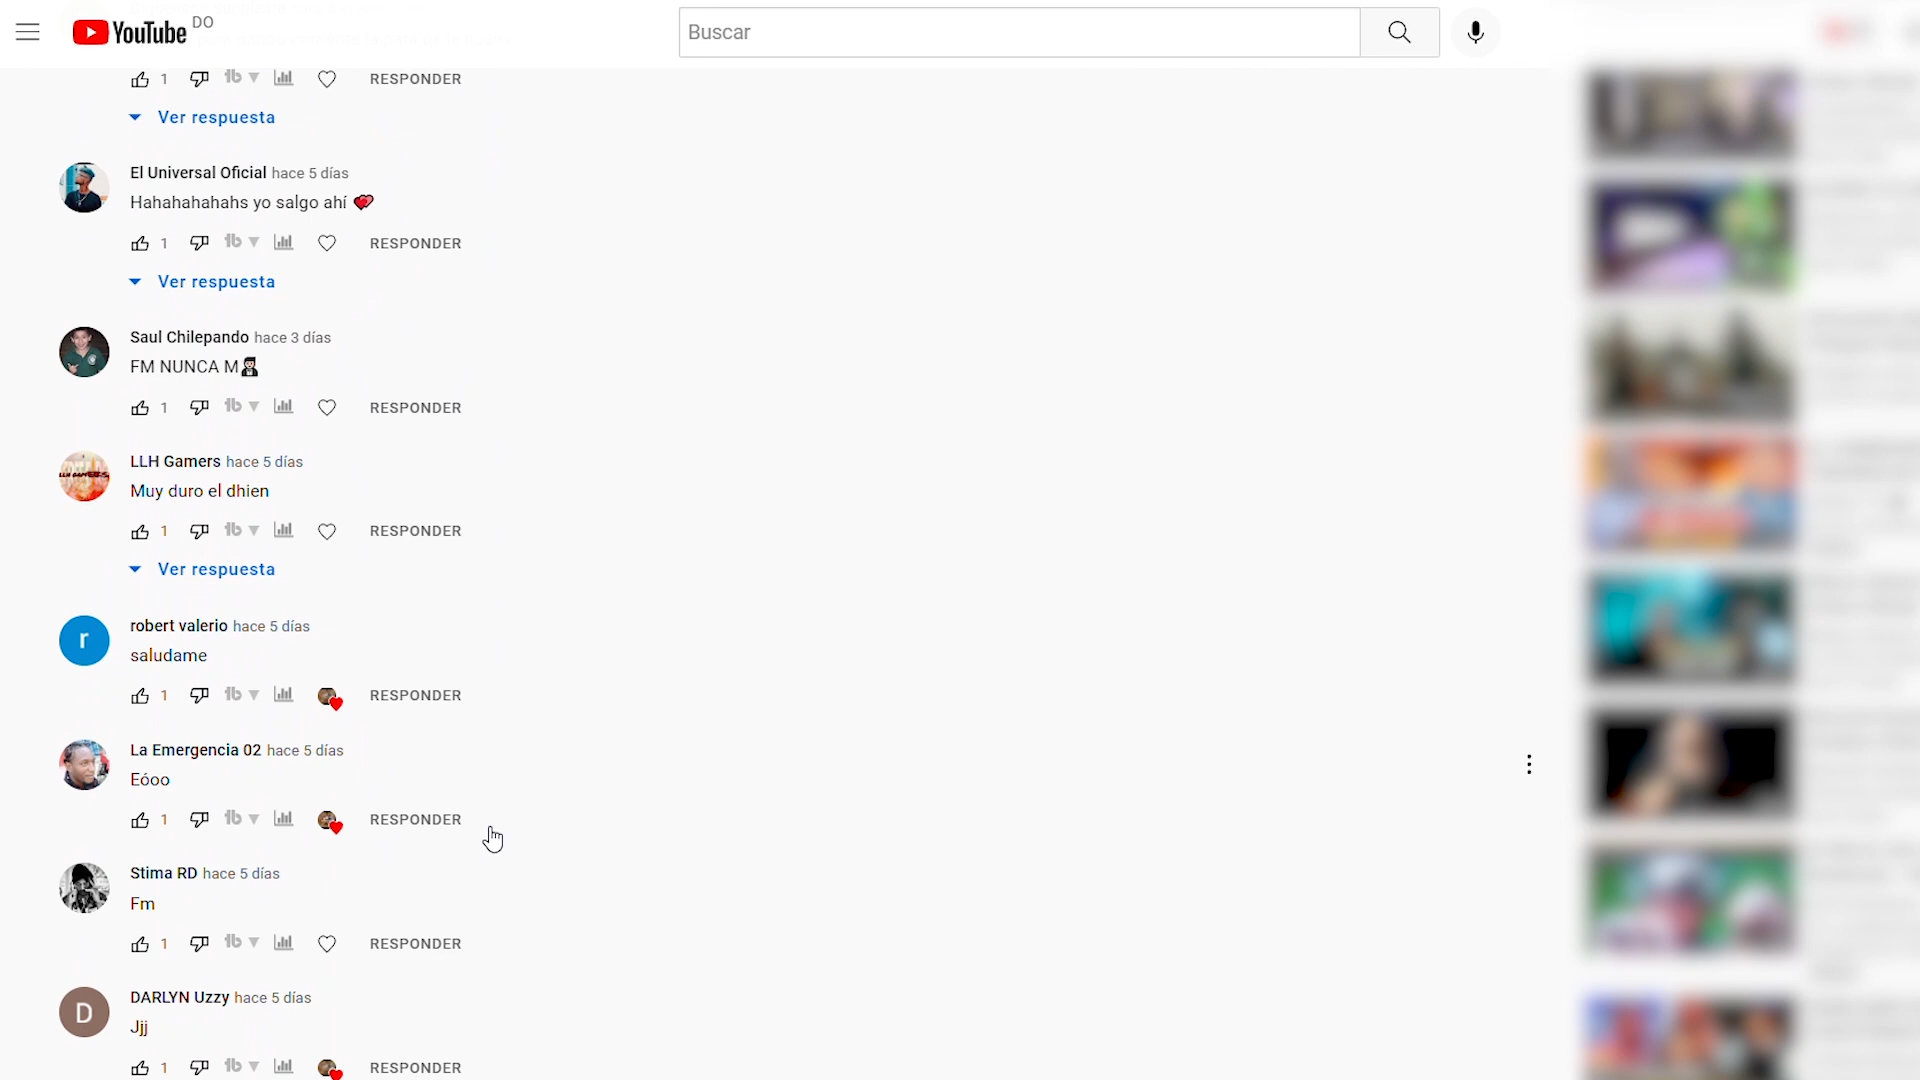 YouTube DO
Buscar
1 RESPONDER
Ver respuesta
El Universal Oficial hace 5 días
Hahahahahahs yo salgo ahí
1 RESPONDER
Ver respuesta
Saul Chilepando hace 3 días
FM NUNCA M
1 RESPONDER
LLH Gamers hace 5 días
Muy duro el dhien
1 RESPONDER
Ver respuesta
robert valerio hace 5 días
saludame
1 RESPONDER
La Emergencia 02 hace 5 días
Eóoo
1 RESPONDER
Stima RD hace 5 días
Fm
1 RESPONDER
D
DARLYN Uzzy hace 5 días
Jjj
1 RESPONDER